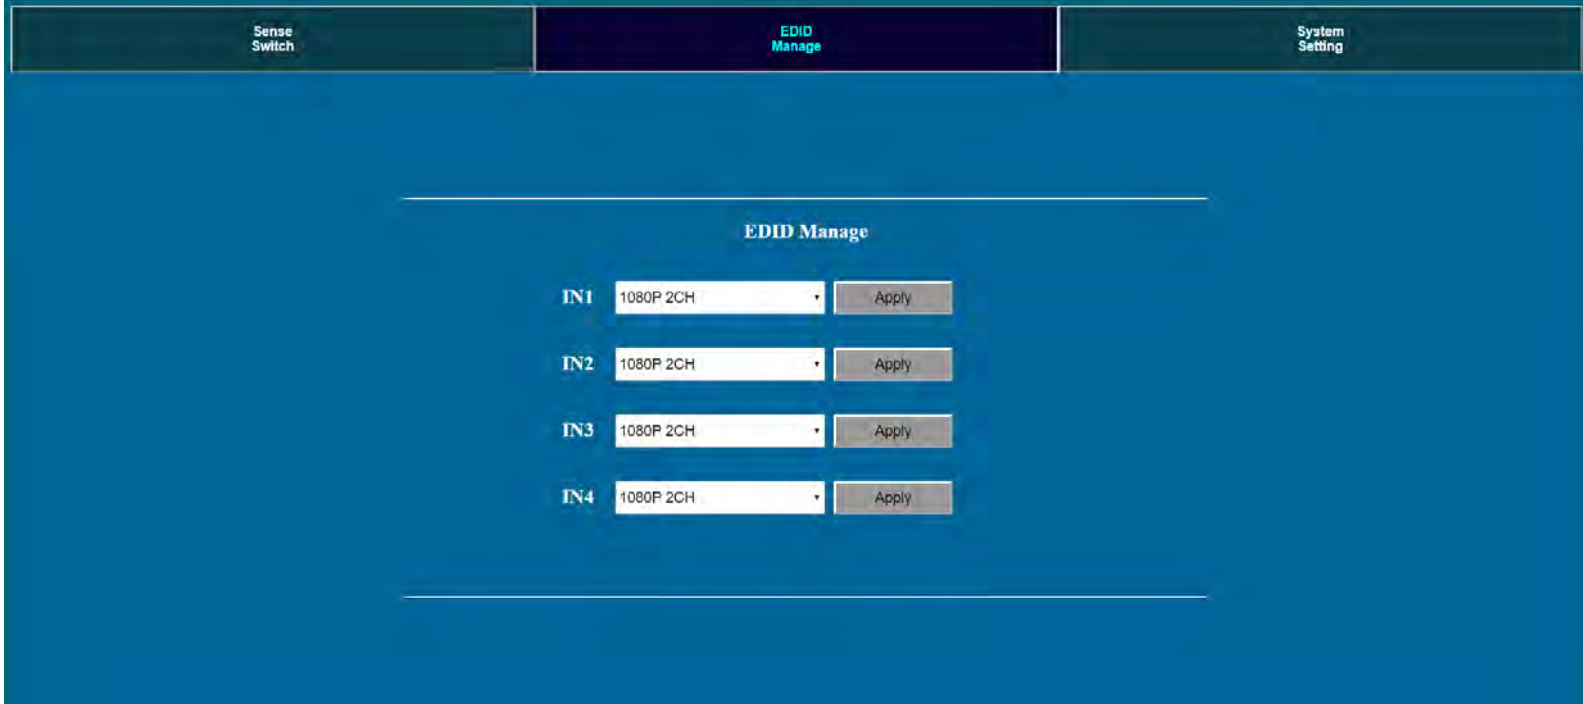 Sense
Switch
EDID
Manage
System
Setting
EDID Manage
IN1 1080P 2CH Apply
IN2 1080P 2CH Apply
IN3 1080P 2CH Apply
IN4 1080P 2CH Apply